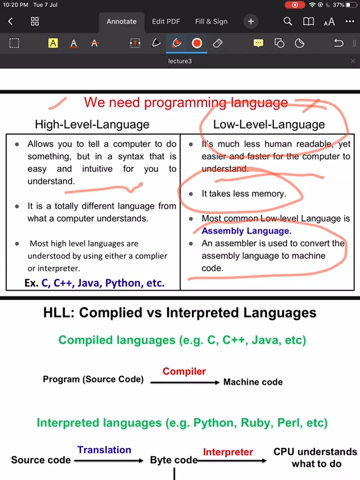 10:20 PM Tue 7 Jul
37%
Annotate
Edit PDF
Fill & Sign
AA
A
A
A
T
lecture3
We need programming language
High-Level-Language
Low-Level-Language
Allows you to tell a computer to do
something, but in a syntax that is
easy and intuitive for you to
understand.
It is a totally different language from
what a computer understands.
Most high level languages are
understood by using either a complier
or interpreter.
Ex. C, C++, Java, Python, etc.
It's much less human readable, yet
easier and faster for the computer to
understand.
It takes less memory.
Most common Low-level Language is
Assembly Language.
An assembler is used to convert the
assembly language to machine
code.
HLL: Complied vs Interpreted Languages
Compiled languages (e.g. C, C++, Java, etc)
Program (Source Code)
Compiler
Machine code
Interpreted languages (e.g. Python, Ruby, Perl, etc)
Source code
Translation
Byte code
Interpreter
CPU understands
what to do